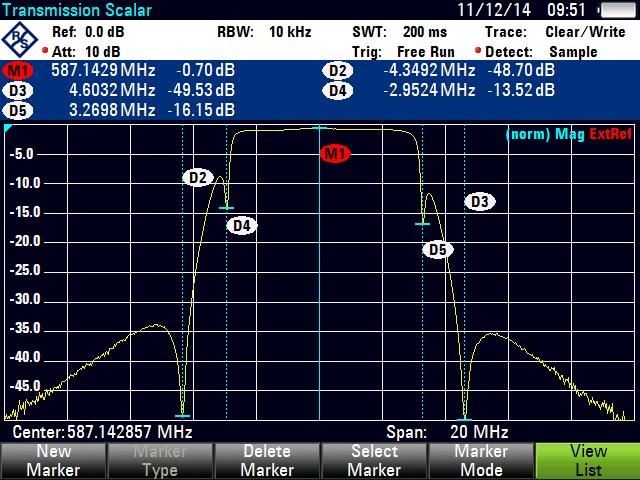 Transmission Scalar 11/12/14 09:51
R&S Ref: 0.0 dB RBW: 10 kHz SWT: 200 ms Trace: Clear/Write
Att: 10 dB Trig: Free Run Detect: Sample
M1 587.1429 MHz -0.70 dB D2 -4.3492 MHz -48.70 dB
D3 4.6032 MHz -49.53 dB D4 -2.9524 MHz -13.52 dB
D5 3.2698 MHz -16.15 dB
(norm) Mag ExtRef
-5.0
M1
-10.0
D2
D3
-15.0
D4
-20.0
D5
-25.0
-30.0
-35.0
-40.0
-45.0
Center: 587.142857 MHz Span: 20 MHz
New Marker Delete Select Marker View
Marker Type Marker Marker Mode List